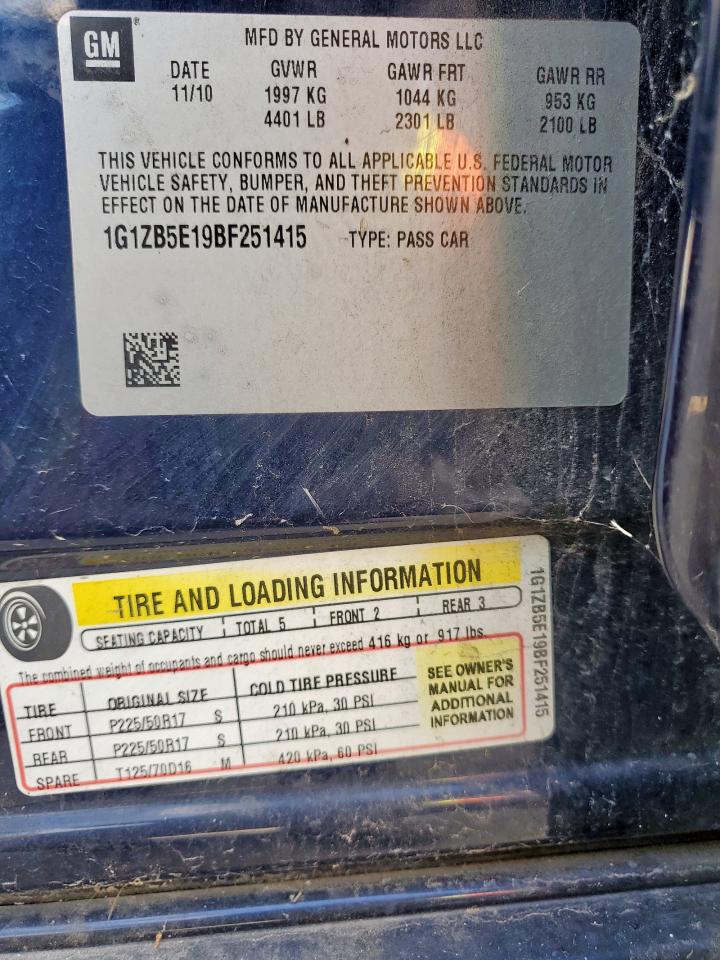 GM
MFD BY GENERAL MOTORS LLC
DATE GVWR GAWR FRT GAWR RR
11/10 1997 KG 1044 KG 953 KG
4401 LB 2301 LB 2100 LB
THIS VEHICLE CONFORMS TO ALL APPLICABLE U.S. FEDERAL MOTOR
VEHICLE SAFETY, BUMPER, AND THEFT PREVENTION STANDARDS IN
EFFECT ON THE DATE OF MANUFACTURE SHOWN ABOVE.
1G1ZB5E19BF251415 TYPE: PASS CAR
TIRE AND LOADING INFORMATION
SEATING CAPACITY TOTAL 5 FRONT 2 REAR 3
The combined weight of occupants and cargo should never exceed 416 kg or 917 lbs.
TIRE ORIGINAL SIZE COLD TIRE PRESSURE
FRONT P225/50R17 S 210 kPa, 30 PSI
REAR P225/50R17 S 210 kPa, 30 PSI
SPARE T125/70D16 M 420 kPa, 60 PSI
SEE OWNER'S
MANUAL FOR
ADDITIONAL
INFORMATION
1G1ZB5E19BF251415